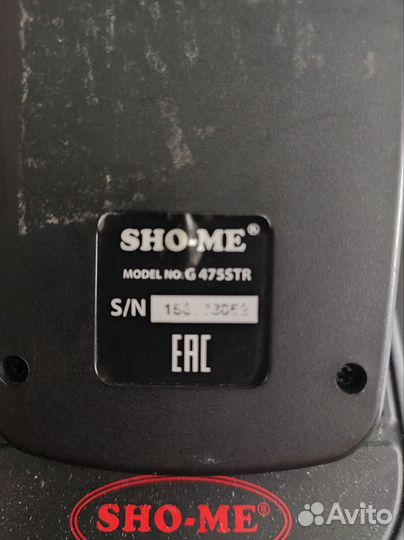 SHO-ME®
MODEL NO: G 475STR
S/N
EAC
SHO-ME®
Avito